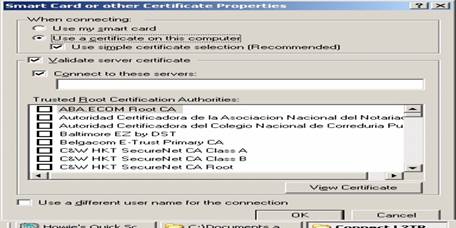 Smart Card or other Certificate Properties
When connecting:
Use my smart card
Use a certificate on this computer
Use simple certificate selection (Recommended)
Validate server certificate
Connect to these servers:
Trusted Root Certification Authorities:
ABA.ECOM Root CA
Autoridad Certificadora de la Asociacion Nacional del Notaria
Autoridad Certificadora del Colegio Nacional de Correduria Pu
Baltimore EZ by DST
Belgacom E-Trust Primary CA
C&W HKT SecureNet CA Class A
C&W HKT SecureNet CA Class B
C&W HKT SecureNet CA Root
View Certificate
Use a different user name for the connection
OK Cancel
Howie's Quick Sc C:\Documents a Connect L2TP